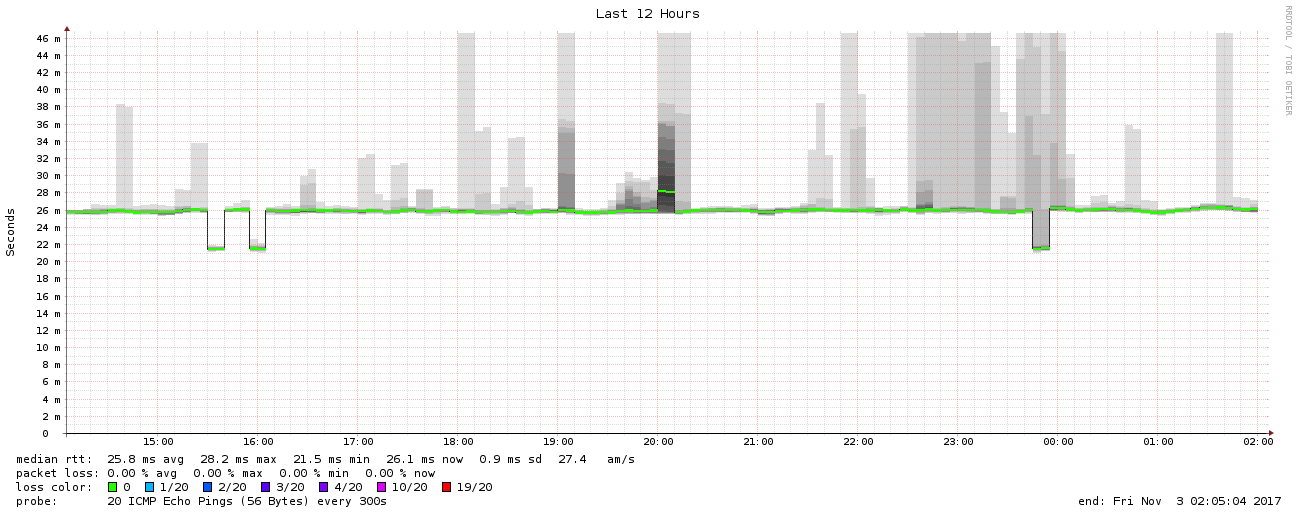 Last 12 Hours
RRDTOOL / TOBI OETIKER
Seconds
46 m
44 m
42 m
40 m
38 m
36 m
34 m
32 m
30 m
28 m
26 m
24 m
22 m
20 m
18 m
16 m
14 m
12 m
10 m
8 m
6 m
4 m
2 m
0
15:00 16:00 17:00 18:00 19:00 20:00 21:00 22:00 23:00 00:00 01:00 02:00
median rtt: 25.8 ms avg 28.2 ms max 21.5 ms min 26.1 ms now 0.9 ms sd 27.4 am/s
packet loss: 0.00 % avg 0.00 % max 0.00 % min 0.00 % now
loss color: 0 1/20 2/20 3/20 4/20 10/20 19/20
probe: 20 ICMP Echo Pings (56 Bytes) every 300s end: Fri Nov 3 02:05:04 2017